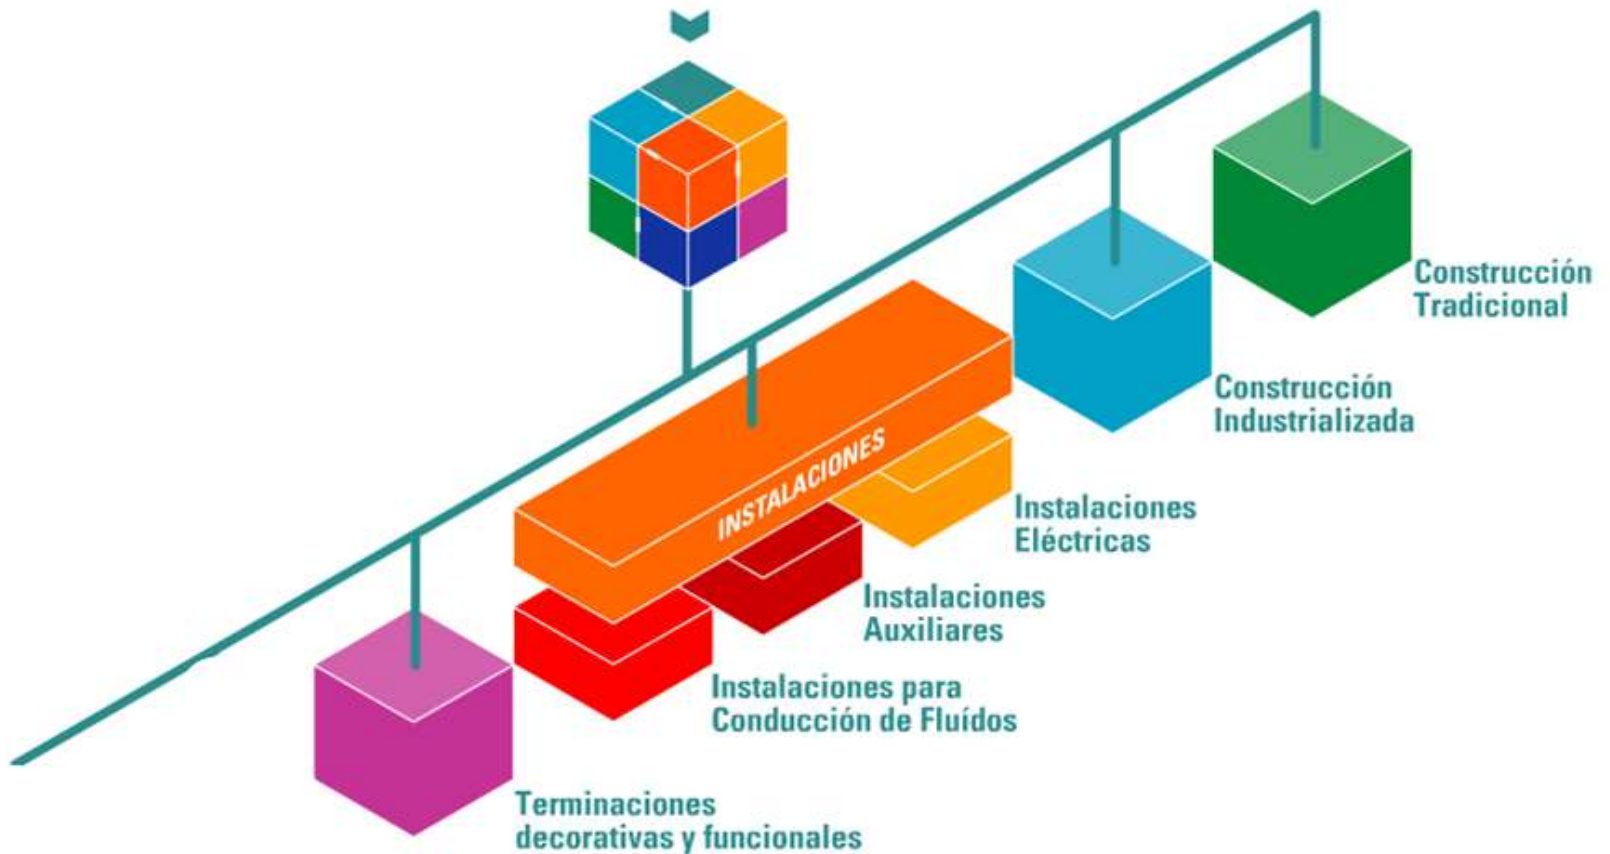 Construcción
Tradicional
Construcción
Industrializada
INSTALACIONES
Instalaciones
Eléctricas
Instalaciones
Auxiliares
Instalaciones para
Conducción de Fluídos
Terminaciones
decorativas y funcionales